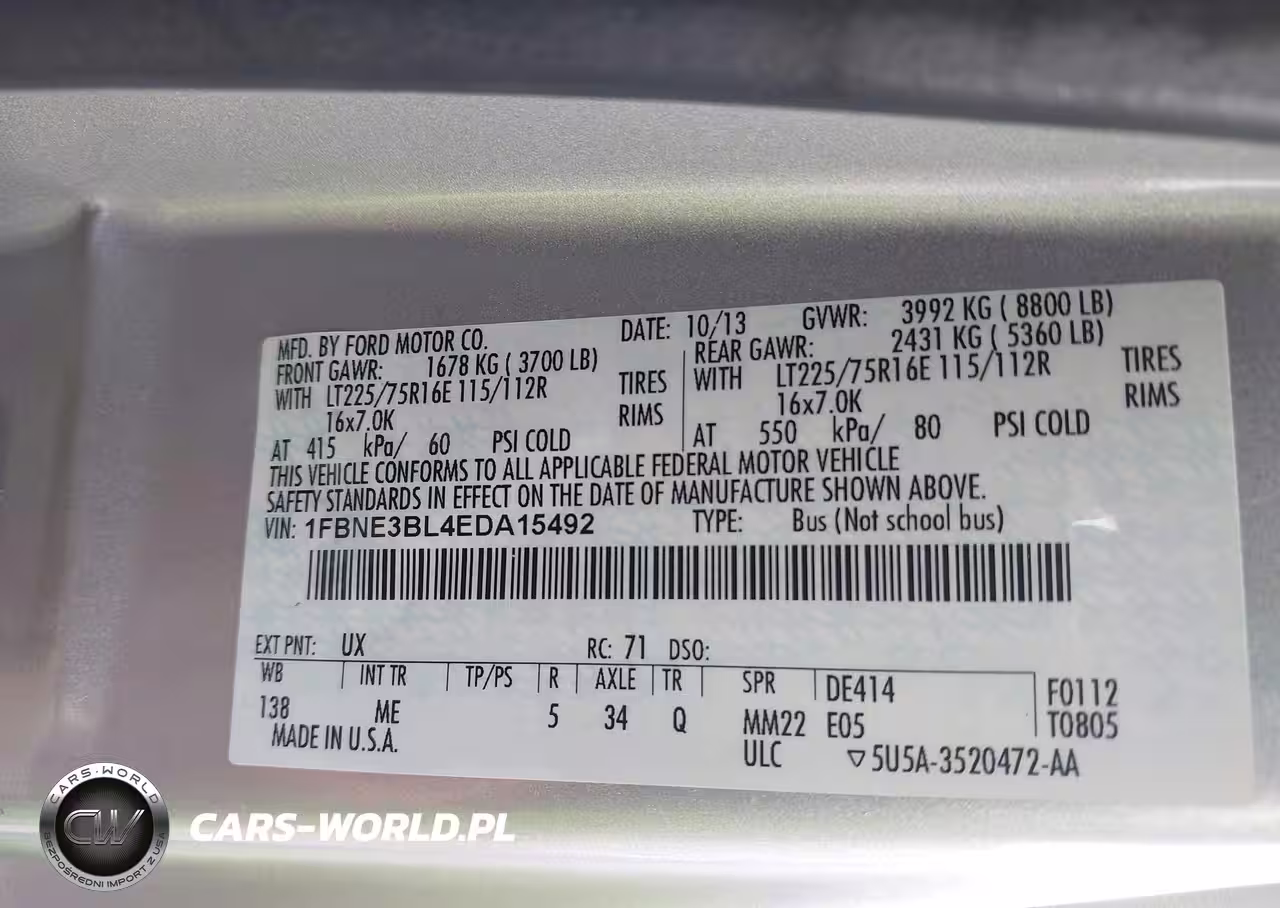 MFD. BY FORD MOTOR CO. DATE: 10/13 GVWR: 3992 KG ( 8800 LB)
FRONT GAWR: 1678 KG ( 3700 LB) REAR GAWR: 2431 KG ( 5360 LB)
WITH LT225/75R16E 115/112R TIRES WITH LT225/75R16E 115/112R TIRES
16x7.0K RIMS 16x7.0K RIMS
AT 415 kPa/ 60 PSI COLD AT 550 kPa/ 80 PSI COLD
THIS VEHICLE CONFORMS TO ALL APPLICABLE FEDERAL MOTOR VEHICLE
SAFETY STANDARDS IN EFFECT ON THE DATE OF MANUFACTURE SHOWN ABOVE.
VIN: 1FBNE3BL4EDA15492 TYPE: Bus (Not school bus)
EXT PNT: UX RC: 71 DSO:
WB INT TR TP/PS R AXLE TR SPR DE414 F0112
138 ME 5 34 Q MM22 E05 T0805
MADE IN U.S.A. ULC ▽5U5A-3520472-AA
CARS-WORLD
CW
BEZPOŚREDNI IMPORT Z USA
CARS-WORLD.PL